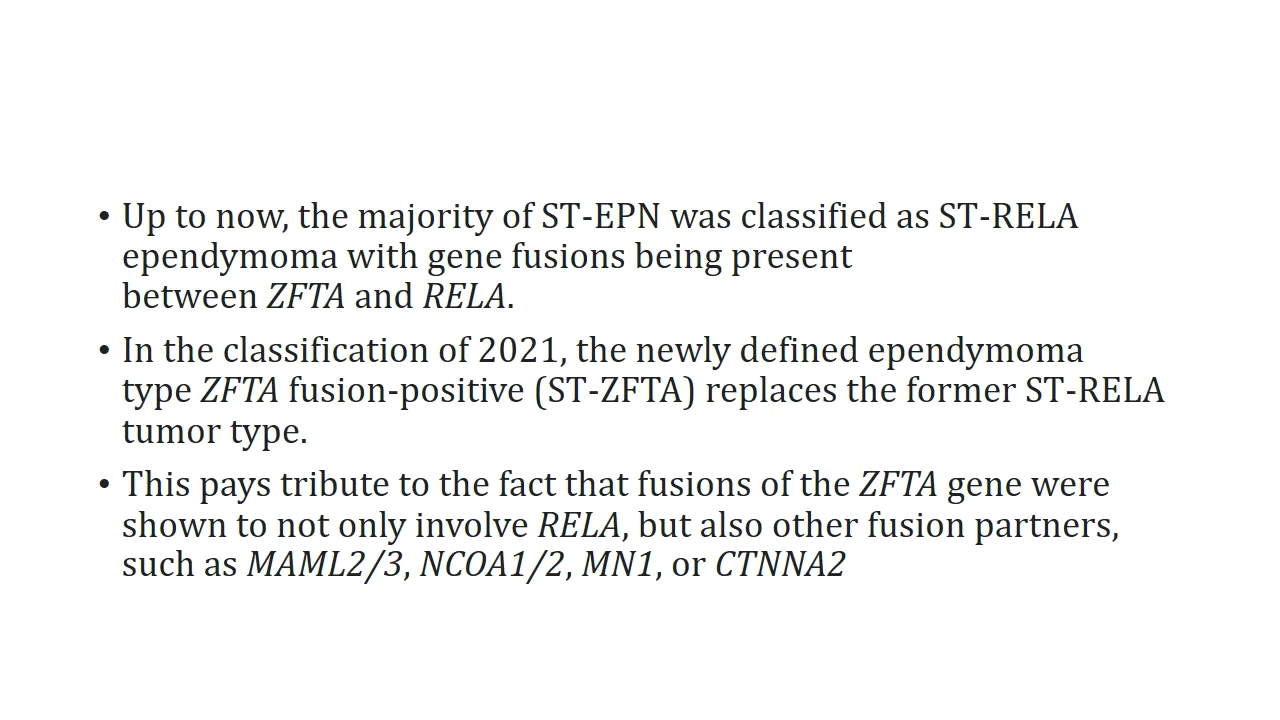 • Up to now, the majority of ST-EPN was classified as ST-RELA
ependymoma with gene fusions being present
between ZFTA and RELA.
• In the classification of 2021, the newly defined ependymoma
type ZFTA fusion-positive (ST-ZFTA) replaces the former ST-RELA
tumor type.
• This pays tribute to the fact that fusions of the ZFTA gene were
shown to not only involve RELA, but also other fusion partners,
such as MAML2/3, NCOA1/2, MN1, or CTNNA2